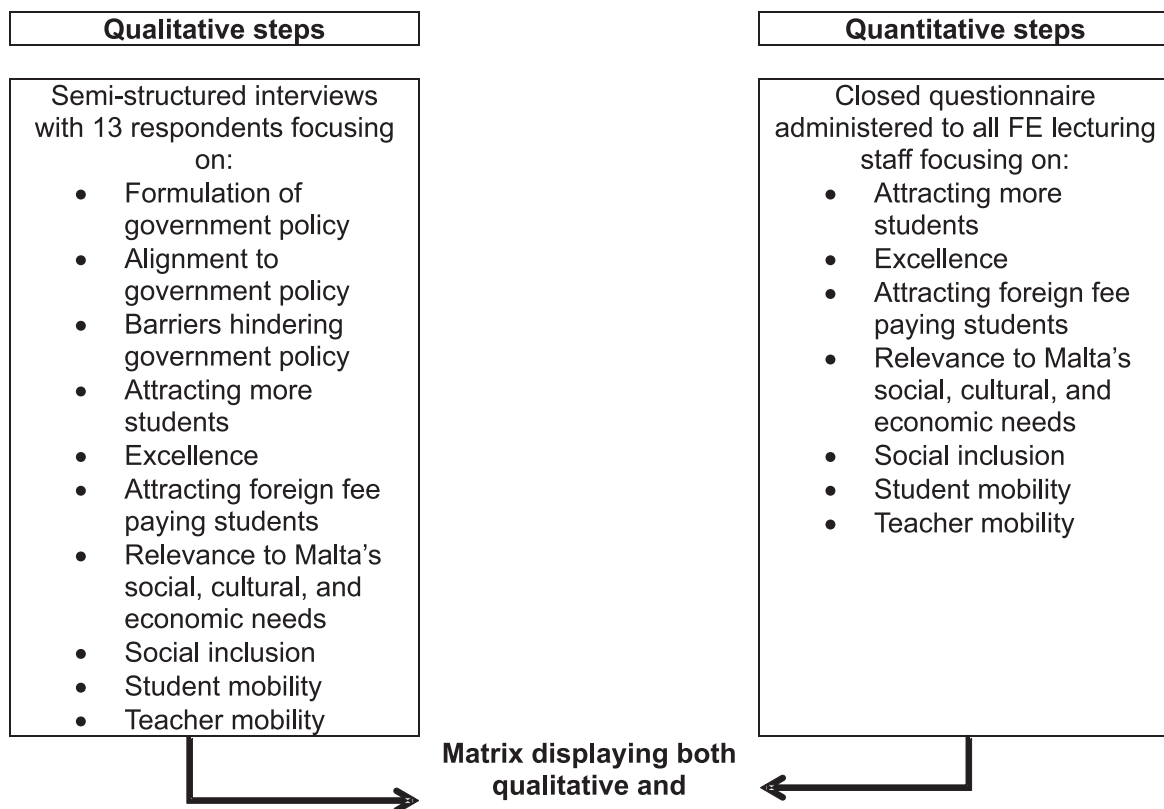 Qualitative steps
Semi-structured interviews
with 13 respondents focusing
on:
• Formulation of
government policy
• Alignment to
government policy
• Barriers hindering
government policy
• Attracting more
students
• Excellence
• Attracting foreign fee
paying students
• Relevance to Malta's
social, cultural, and
economic needs
• Social inclusion
• Student mobility
• Teacher mobility
Quantitative steps
Closed questionnaire
administered to all FE lecturing
staff focusing on:
• Attracting more
students
• Excellence
• Attracting foreign fee
paying students
• Relevance to Malta's
social, cultural, and
economic needs
• Social inclusion
• Student mobility
• Teacher mobility
Matrix displaying both
qualitative and